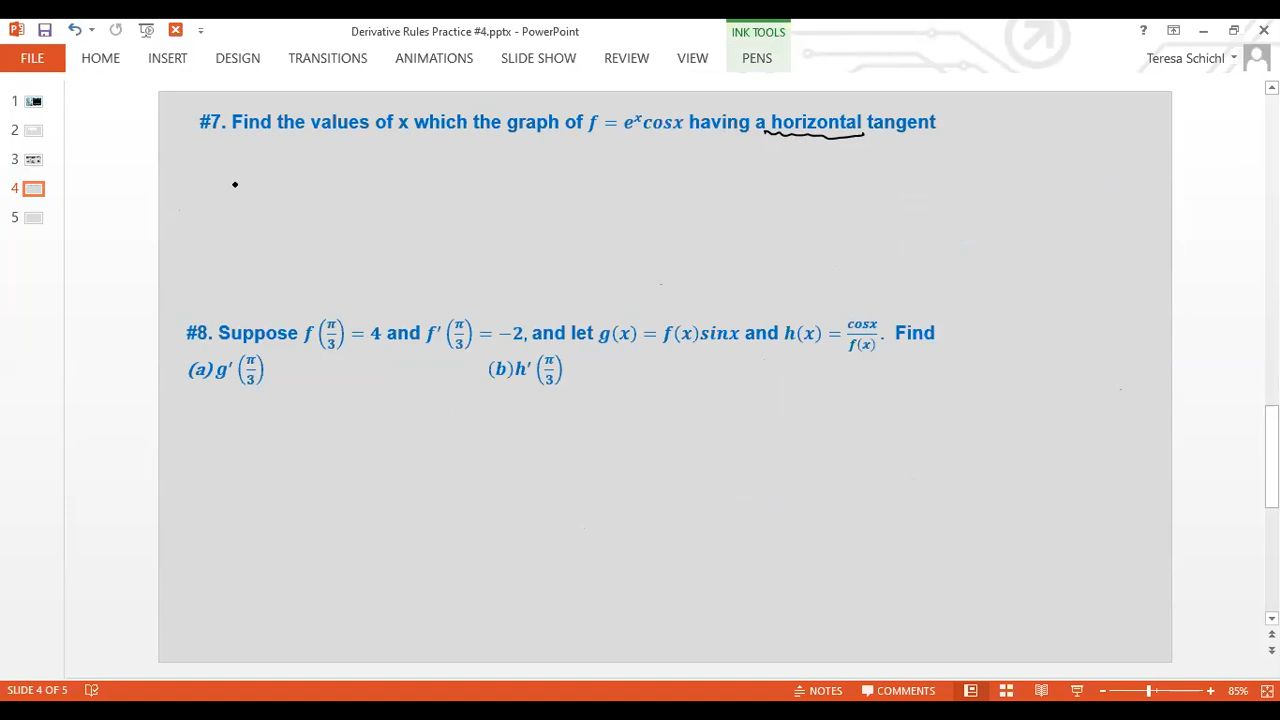 Derivative Rules Practice #4.pptx - PowerPoint
INK TOOLS
?
FILE HOME INSERT DESIGN TRANSITIONS ANIMATIONS SLIDE SHOW REVIEW VIEW PENS Teresa Schichl
1
2
3
4
5
#7. Find the values of x which the graph of f = eˣcosx having a horizontal tangent
#8. Suppose f(π/3) = 4 and f′(π/3) = −2, and let g(x) = f(x)sinx and h(x) = cosx/f(x). Find
(a) g′(π/3) (b) h′(π/3)
SLIDE 4 OF 5 NOTES COMMENTS 85%